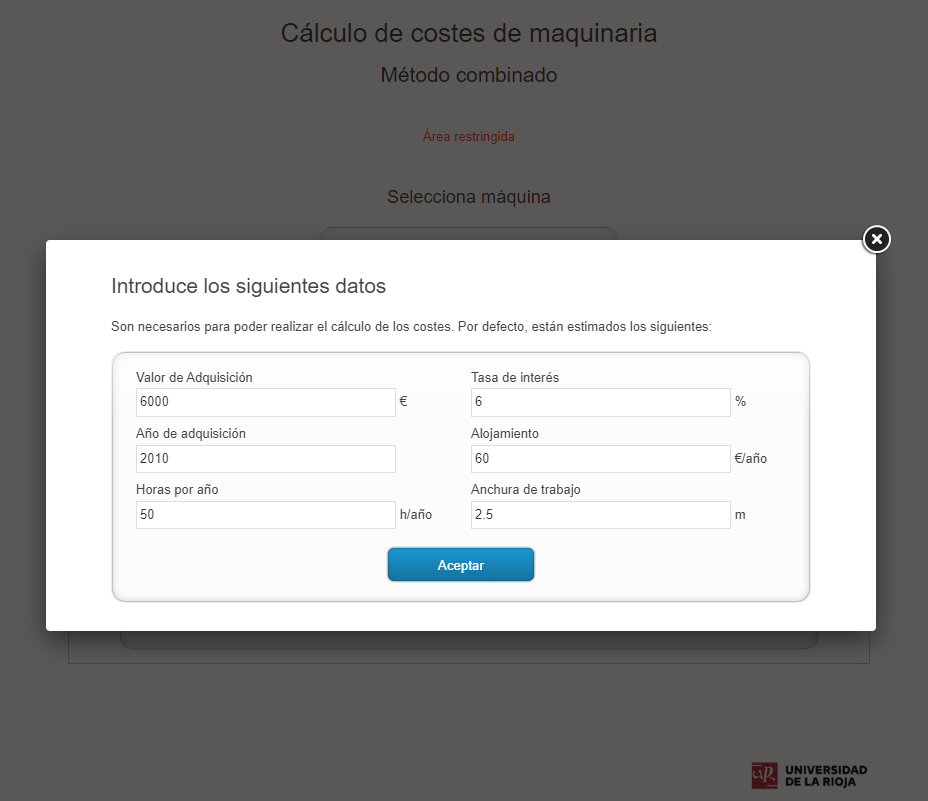 Cálculo de costes de maquinaria
Método combinado
Área restringida
Selecciona máquina
Introduce los siguientes datos
Son necesarios para poder realizar el cálculo de los costes. Por defecto, están estimados los siguientes:
Valor de Adquisición
6000 €
Tasa de interés
6 %
Año de adquisición
2010
Alojamiento
60 €/año
Horas por año
50 h/año
Anchura de trabajo
2.5 m
Aceptar
UNIVERSIDAD
DE LA RIOJA